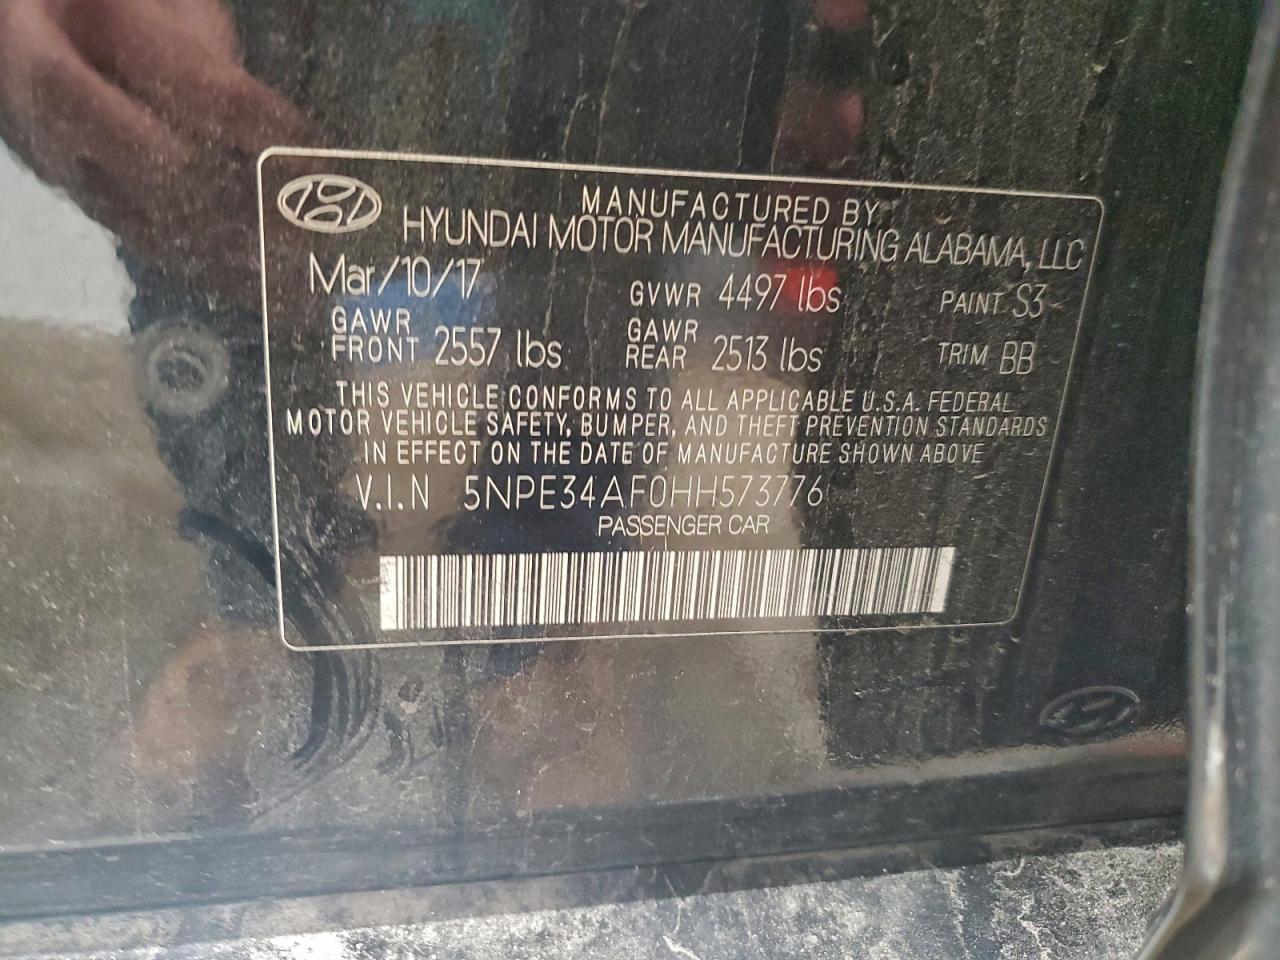 MANUFACTURED BY
HYUNDAI MOTOR MANUFACTURING ALABAMA, LLC
Mar/10/17 GVWR 4497 lbs PAINT S3
GAWR FRONT 2557 lbs GAWR REAR 2513 lbs TRIM BB
THIS VEHICLE CONFORMS TO ALL APPLICABLE U.S.A. FEDERAL
MOTOR VEHICLE SAFETY, BUMPER, AND THEFT PREVENTION STANDARDS
IN EFFECT ON THE DATE OF MANUFACTURE SHOWN ABOVE
V.I.N 5NPE34AF0HH573776
PASSENGER CAR